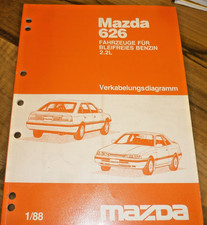 Mazda
626
FAHRZEUGE FÜR
BLEIFREIES BENZIN
2.2L
Verkabelungsdiagramm
1/88
mazda